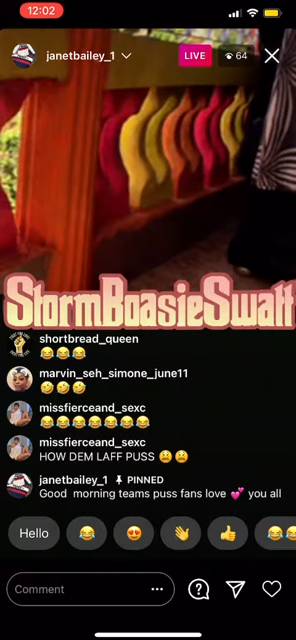 12:02
janetbailey_1
LIVE
64
StormBoasieSwatt
shortbread_queen
😂😂😂
marvin_seh_simone_june11
🤣🤣🤣
missfierceand_sexc
😂😂😂😂😂😂😂
missfierceand_sexc
HOW DEM LAFF PUSS 😫😫
janetbailey_1 PINNED
Good morning teams puss fans love 💕 you all
Hello 😂 😍 👋 👍 😂😂
Comment